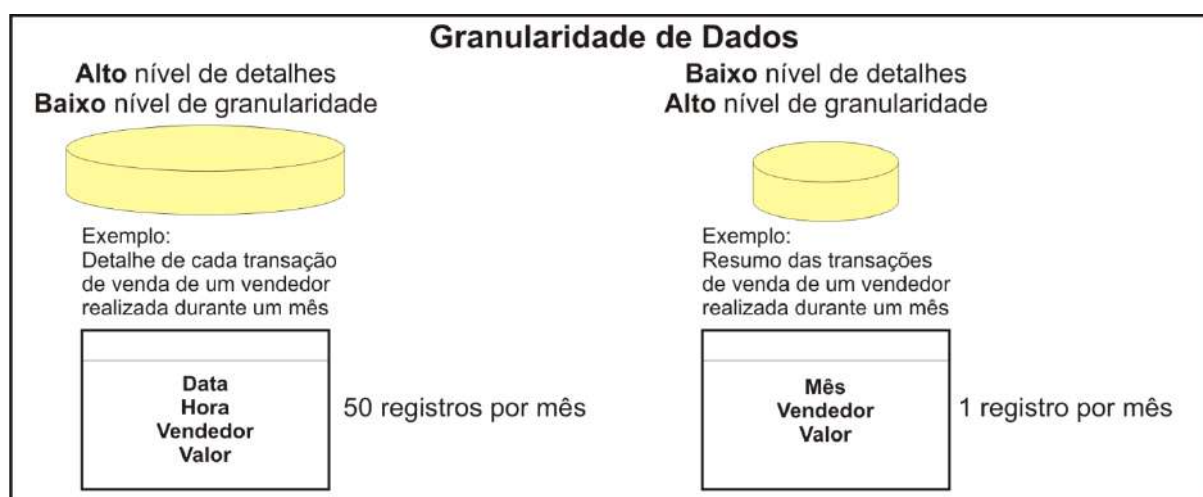 Granularidade de Dados
Alto nível de detalhes
Baixo nível de granularidade
Exemplo:
Detalhe de cada transação
de venda de um vendedor
realizada durante um mês
Data
Hora
Vendedor
Valor
50 registros por mês
Baixo nível de detalhes
Alto nível de granularidade
Exemplo:
Resumo das transações
de venda de um vendedor
realizada durante um mês
Mês
Vendedor
Valor
1 registro por mês